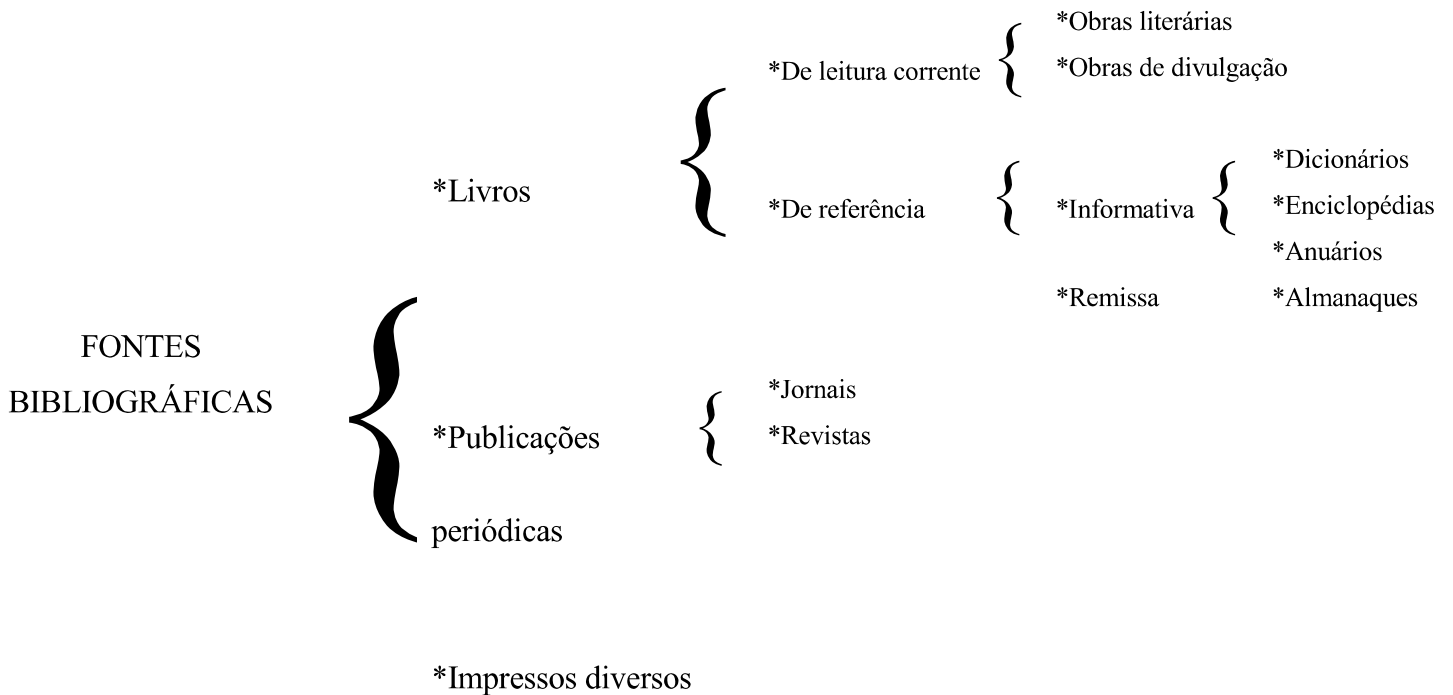 *Obras literárias
*De leitura corrente
*Obras de divulgação
*Livros
*De referência
*Informativa
*Dicionários
*Enciclopédias
*Anuários
*Remissa
*Almanaques
FONTES
BIBLIOGRÁFICAS
*Publicações
periódicas
*Jornais
*Revistas
*Impressos diversos